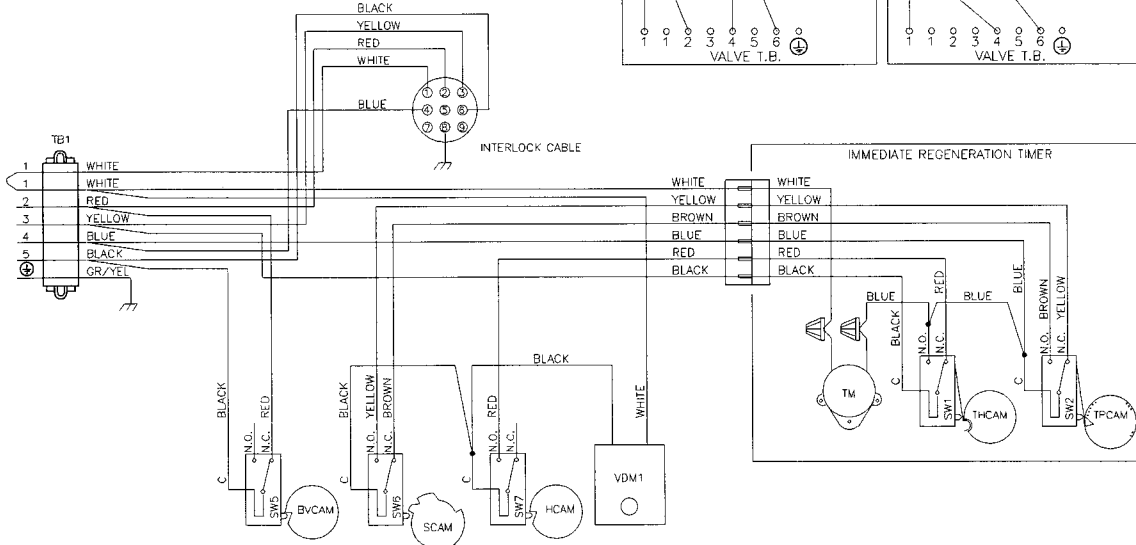 BLACK
YELLOW
RED
WHITE
BLUE
1 2 3
4 5 6
7 8 9
INTERLOCK CABLE
1 1 2 3 4 5 6
VALVE T.B.
1 1 2 3 4 5 6
VALVE T.B.
TB1
1 WHITE
1 WHITE
2 RED
3 YELLOW
4 BLUE
5 BLACK
GR/YEL
IMMEDIATE REGENERATION TIMER
WHITE WHITE
YELLOW YELLOW
BROWN BROWN
BLUE BLUE
RED RED
BLACK BLACK
BLUE
BLACK
RED
BLUE
BLUE
BROWN
YELLOW
N.O.
N.C.
N.O.
N.C.
C
SW1
C
SW2
TM
THCAM
TPCAM
BLACK
RED
N.O.
N.C.
C
SW5
BVCAM
BLACK
YELLOW
BROWN
N.O.
N.C.
C
SW6
SCAM
BLACK
RED
N.O.
N.C.
C
SW7
HCAM
WHITE
VDM1